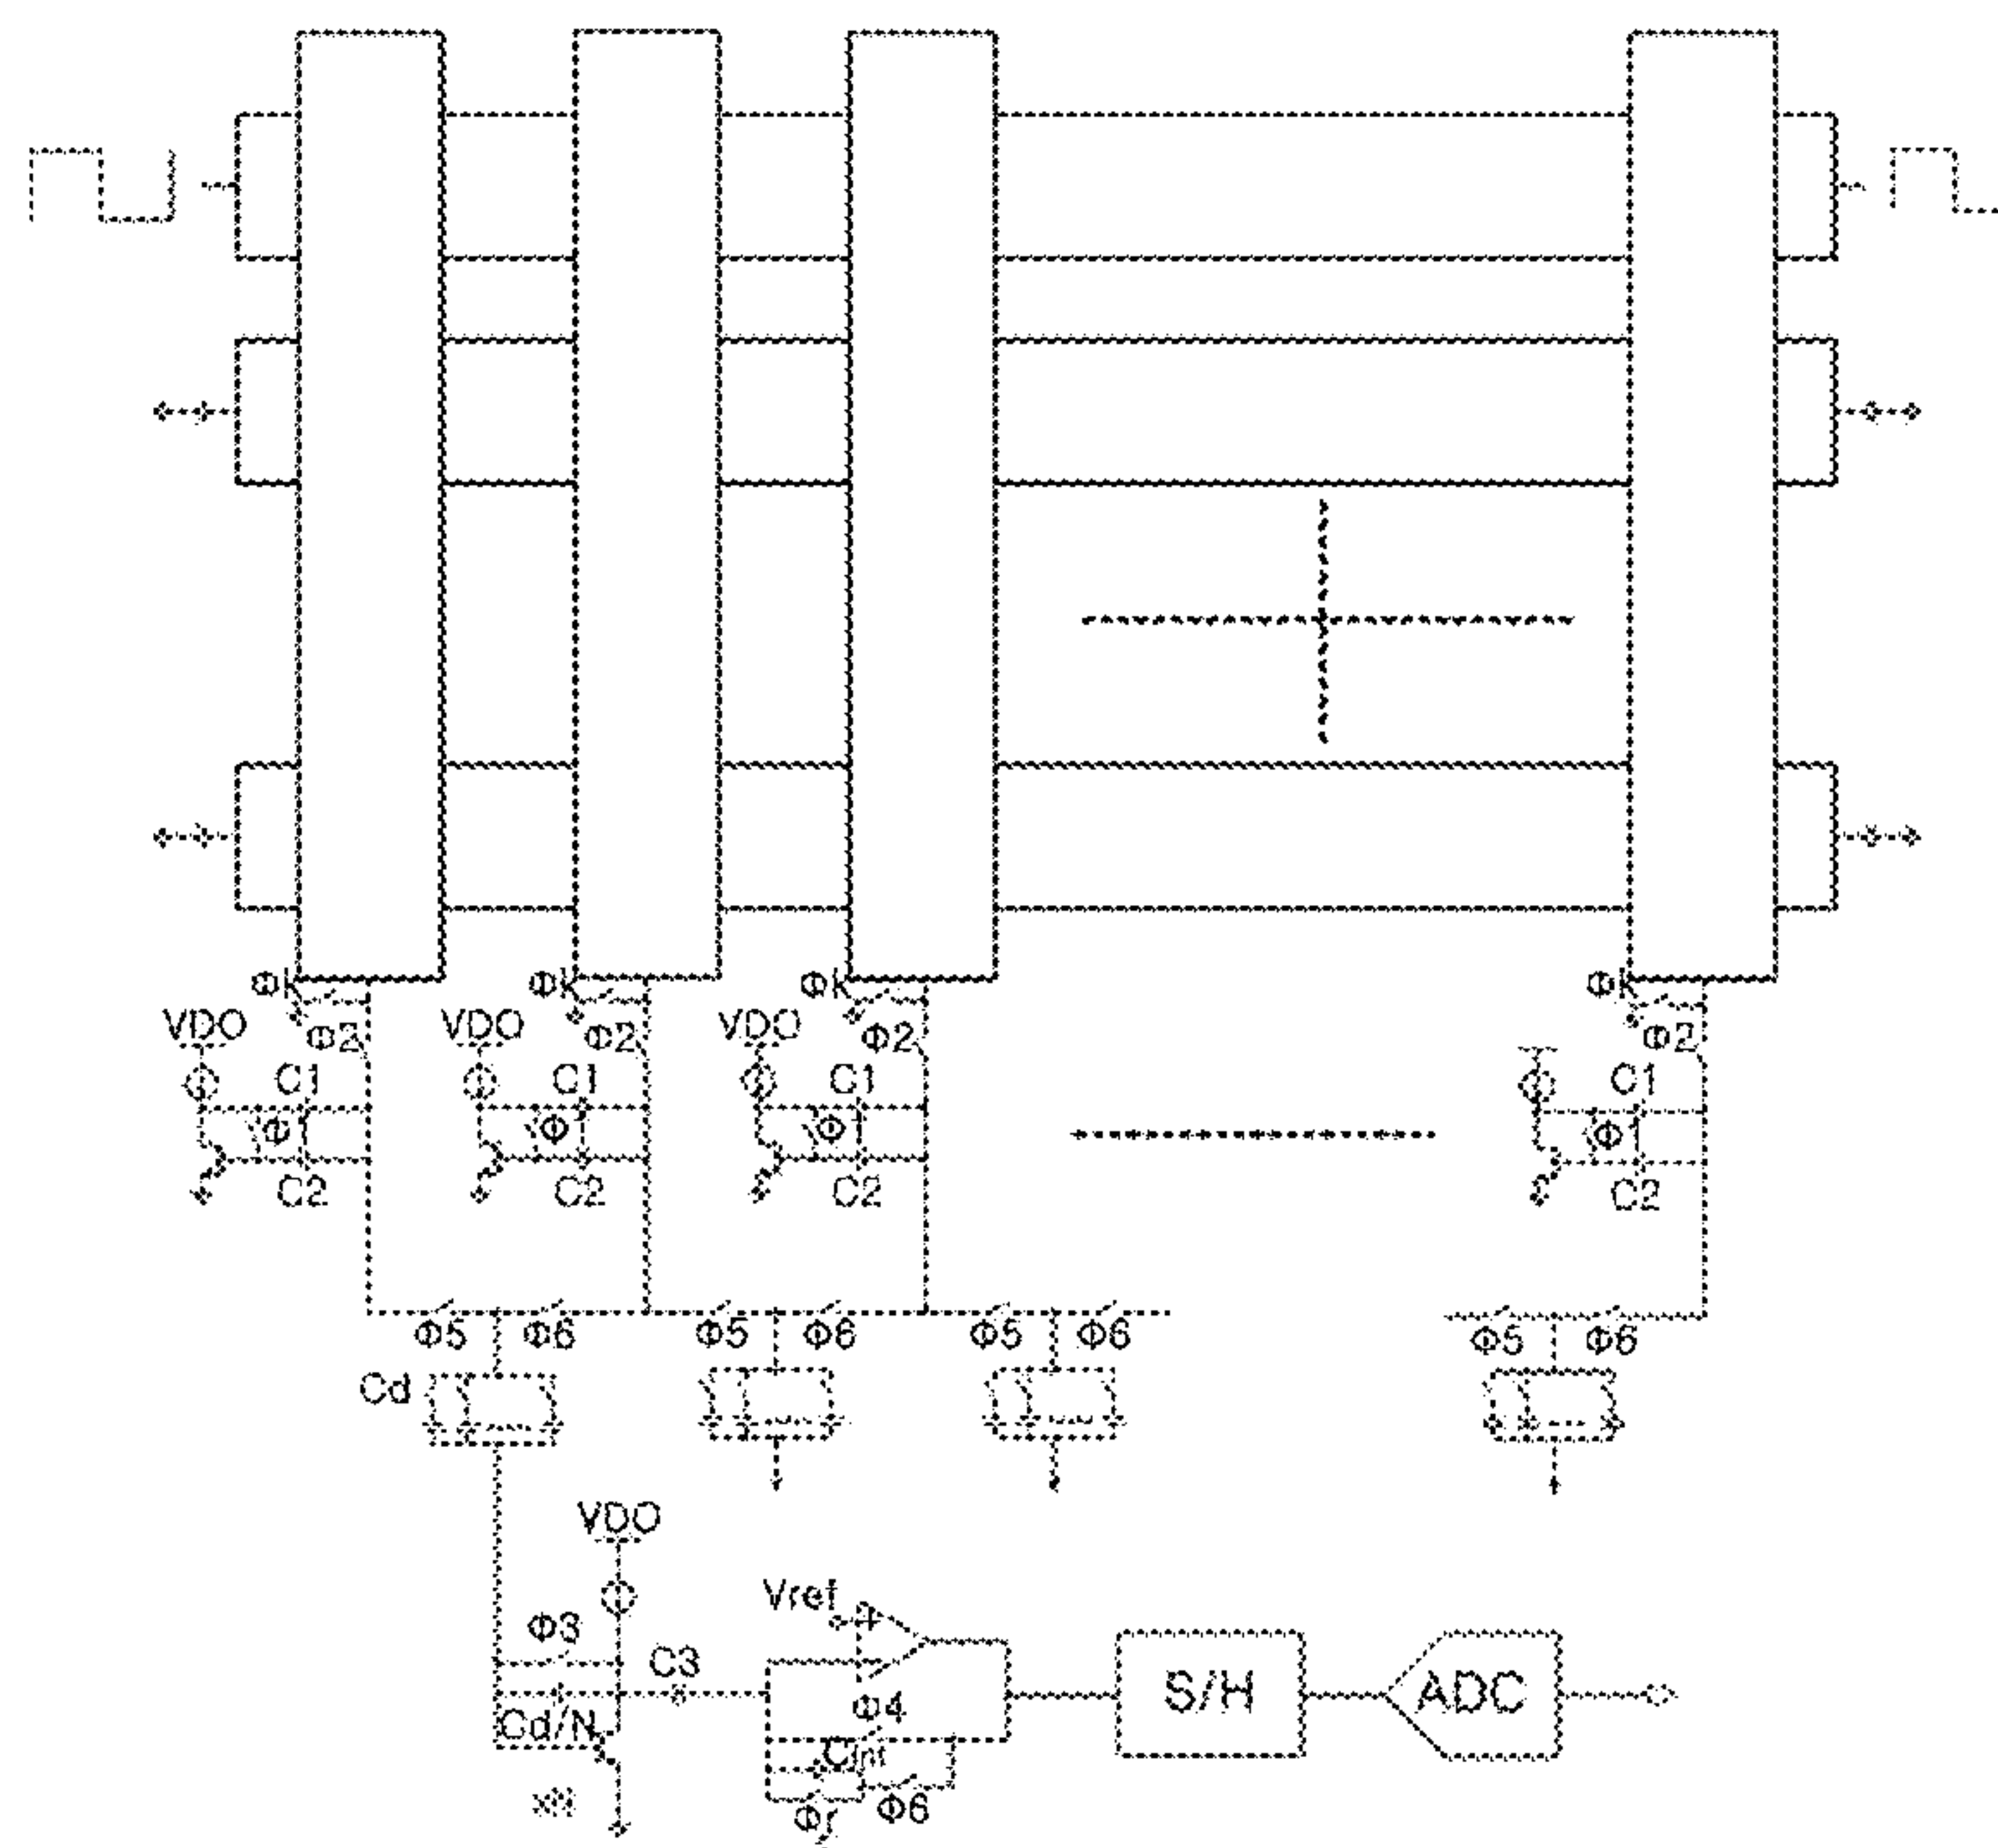 Φk Φk Φk Φk
VDO Φ2 VDO Φ2 VDO Φ2 Φ2
C1 C1 C1 C1
Φ1 Φ1 Φ1 Φ1
C2 C2 C2 C2
Φ5 Φ6 Φ5 Φ6 Φ5 Φ6 Φ5 Φ6
Cd
VDO
Vref
Φ3
C3
S/H ADC
Φ4
Cd/N
Cint
Φ6